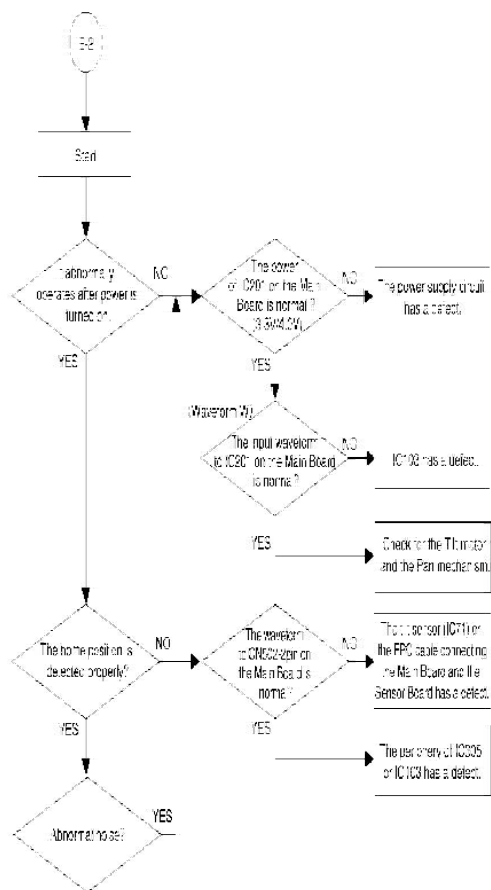 Start
NO
abnormaly
operates after power is
turned on.
The power
of IC201 on the Main
Board is normal?
NO
The power supply circuit
has a defect.
YES
YES
(Waveform W)
The input waveform
to IC201 on the Main Board
is normal?
NO
IC103 has a defect.
YES
Check for the Tilt motor
and the Pan mechanism.
The home position is
detected properly?
NO
The waveform
to CN502-2pin on
the Main Board is
normal?
NO
sensor (IC71) or
the FPC cable connecting
the Main Board and the
Sensor Board has a defect.
YES
YES
The periphery of
or IC103 has a defect.
Abnormal noise?
YES